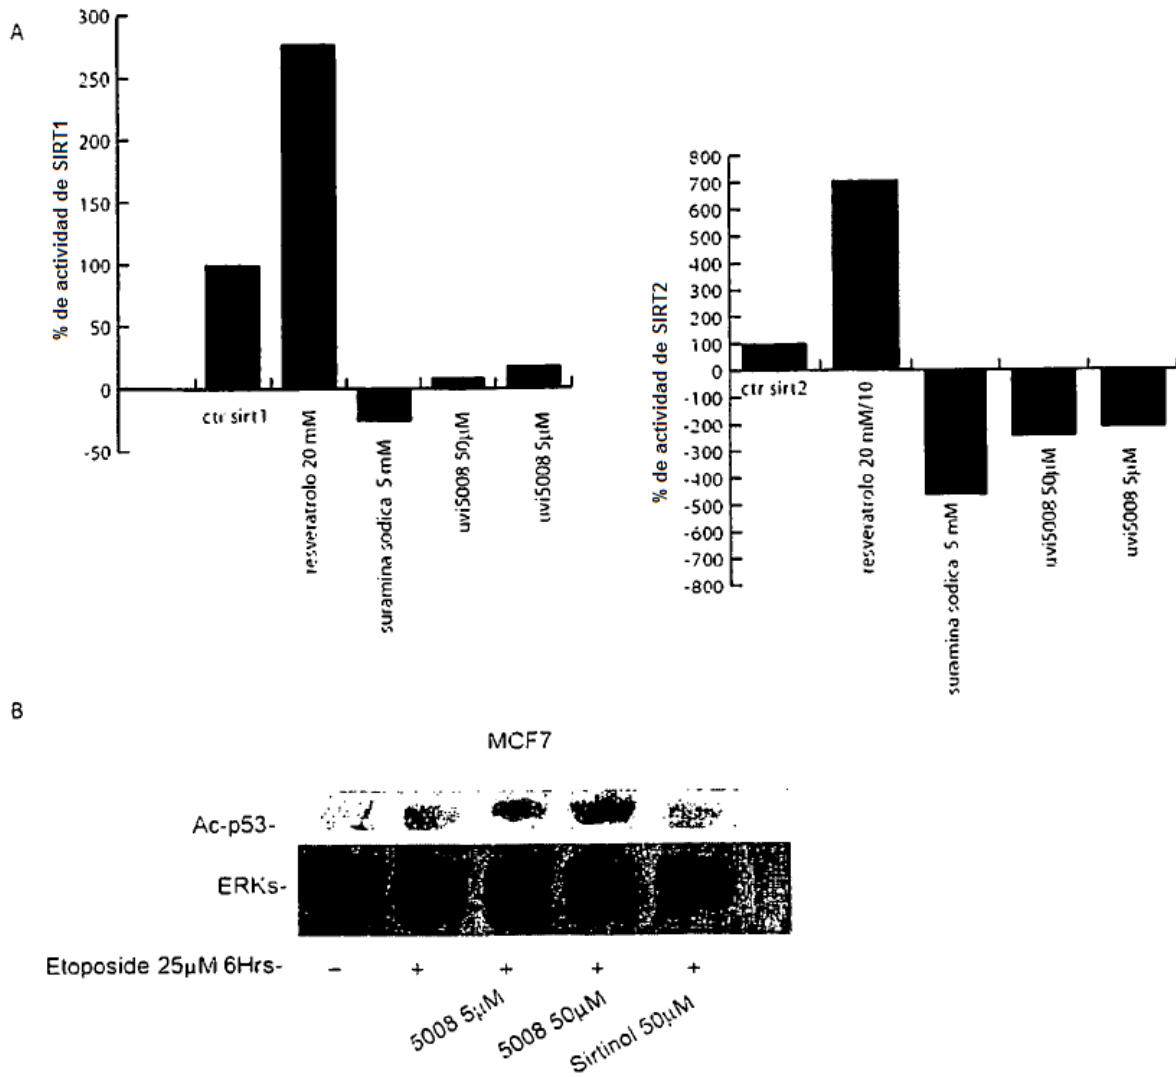 A
% de actividad de SIRT1
300
250
200
150
100
50
0
-50
ctr sirt1
resveratrolo 20 mM
suramina sodica 5 mM
uvi5008 50µM
uvi5008 5µM
% de actividad de SIRT2
800
700
600
500
400
300
200
100
0
-100
-200
-300
-400
-500
-600
-700
-800
ctr sirt2
resveratrolo 20 mM/10
suramina sodica 5 mM
uvi5008 50µM
uvi5008 5µM
B
MCF7
Ac-p53-
ERKs-
Etoposide 25µM 6Hrs- − + + + +
5008 5µM
5008 50µM
Sirtinol 50µM